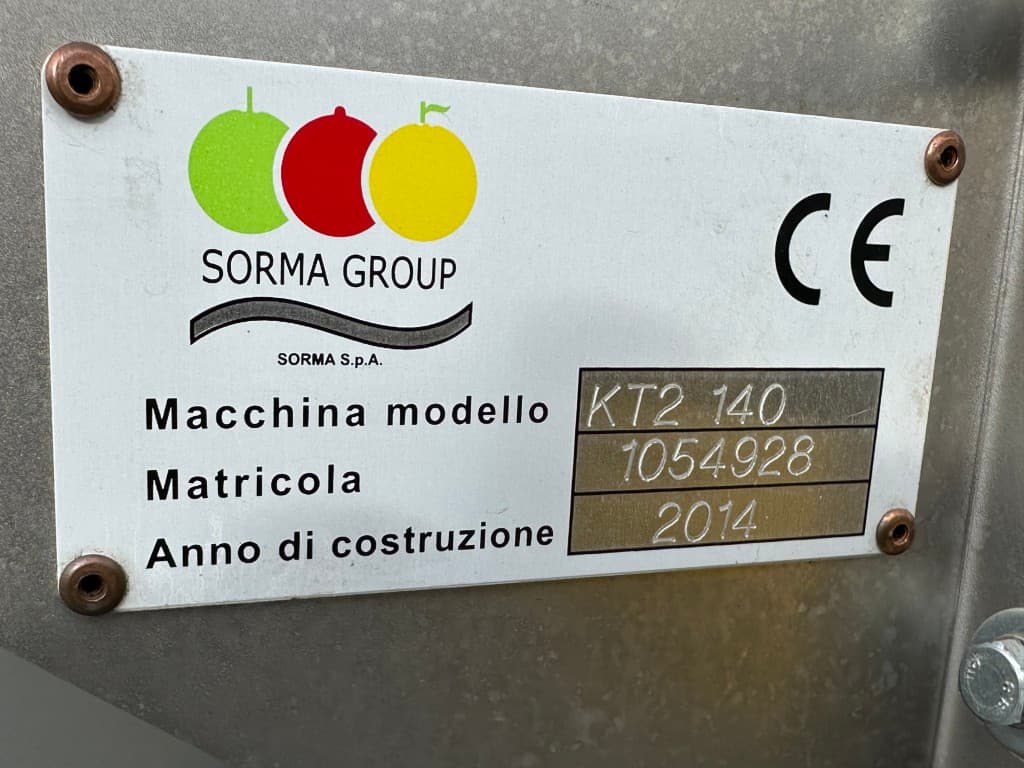 SORMA GROUP
SORMA S.p.A.
CE
Macchina modello KT2 140
Matricola 1054928
Anno di costruzione 2014